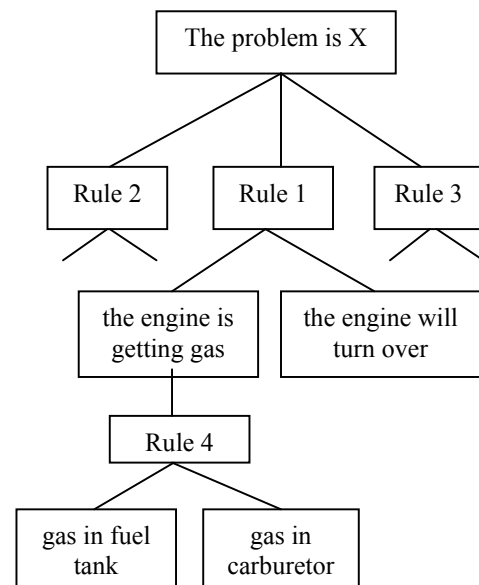 The problem is X
Rule 2
Rule 1
Rule 3
the engine is
getting gas
the engine will
turn over
Rule 4
gas in fuel
tank
gas in
carburetor